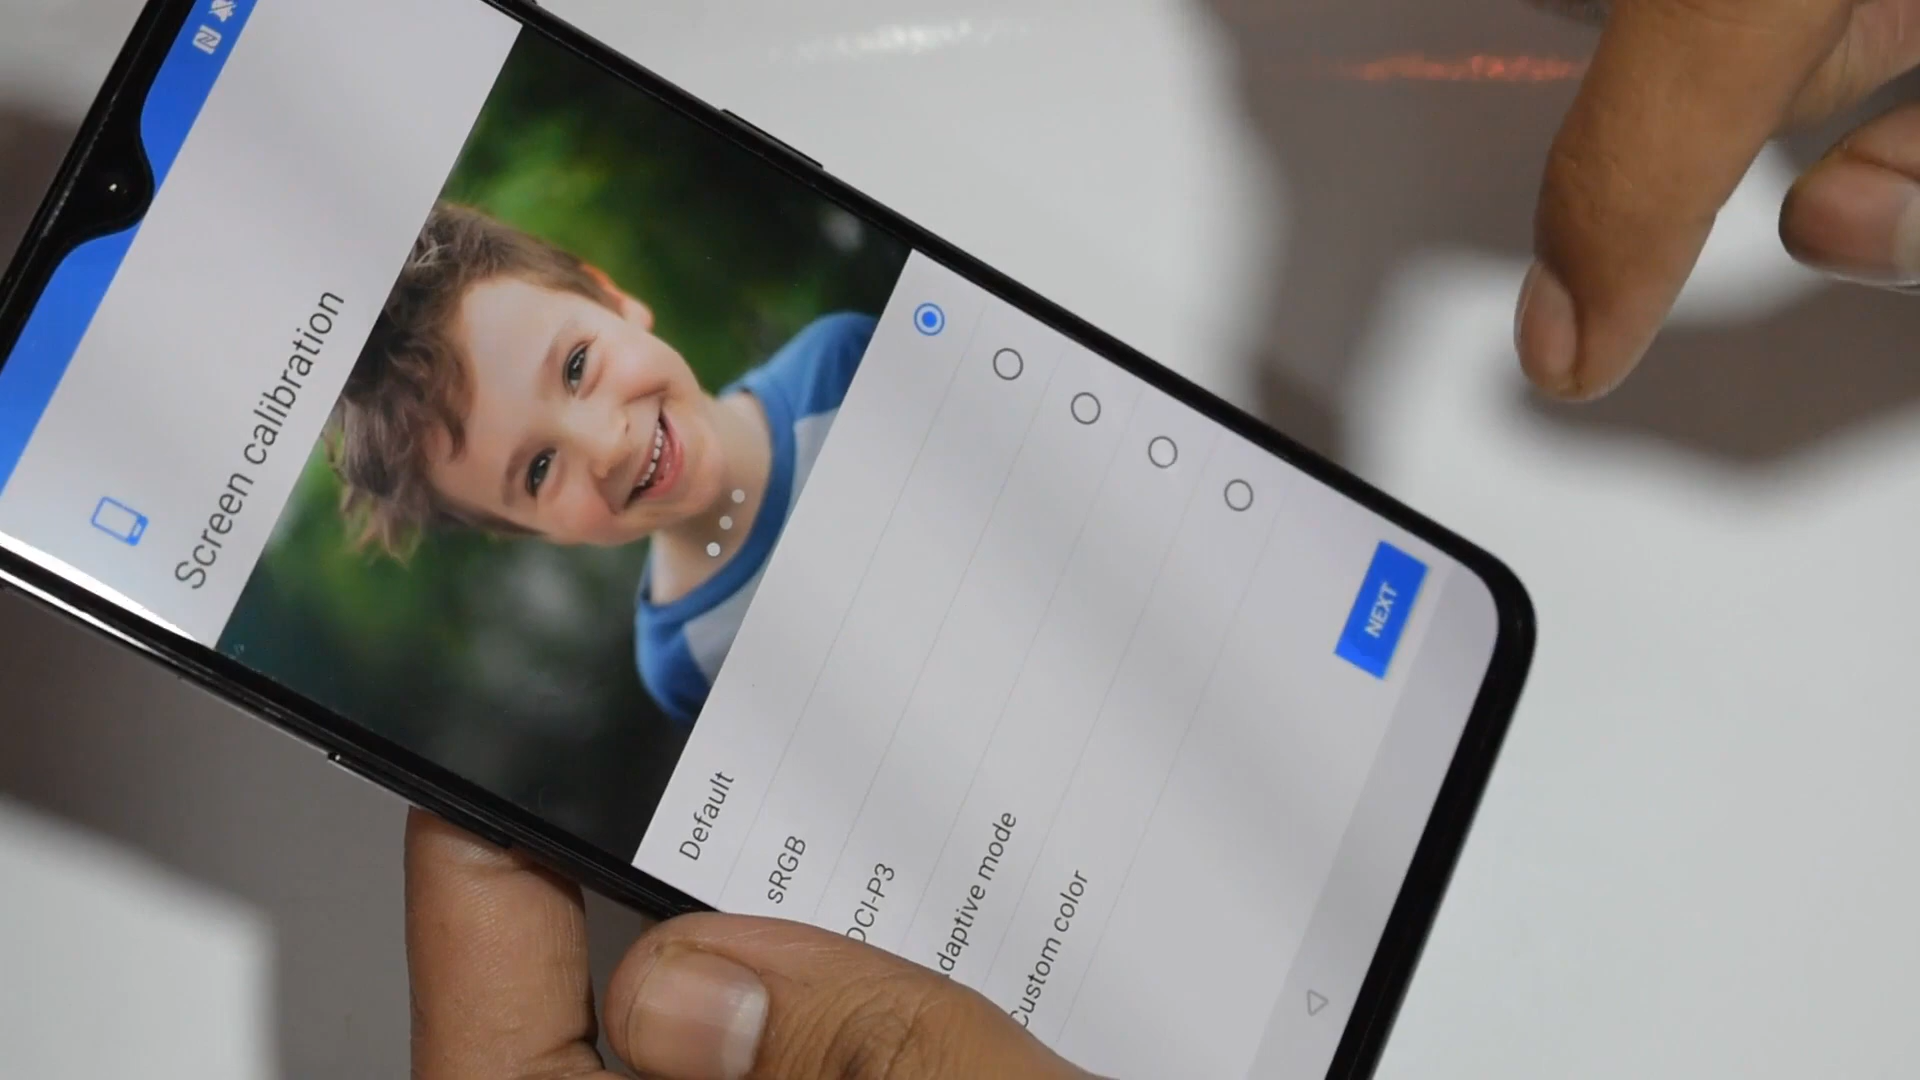 Screen calibration
Default
sRGB
DCI-P3
daptive mode
Custom color
NEXT